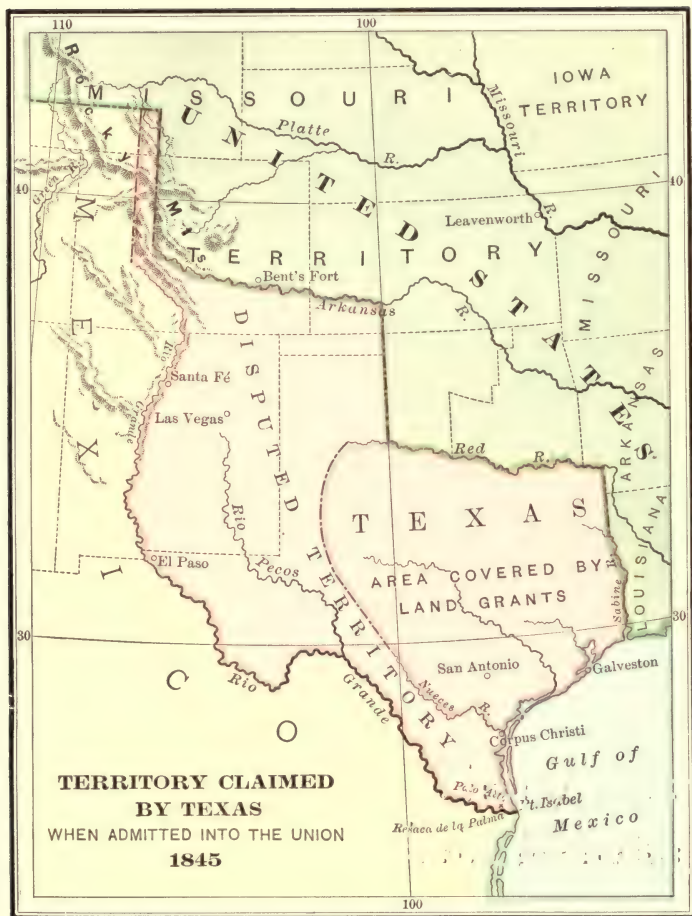 110
100
Rocky Mts
MISSOURI
IOWA
TERRITORY
UNITED STATES
Platte
R.
Missouri
R.
Green R.
40
40
Leavenworth
TERRITORY
MISSOURI
Bent's Fort
Arkansas
R.
MEXICO
DISPUTED TERRITORY
Rio
Grande
Santa Fé
Las Vegas
ARKANSAS
Red R.
TEXAS
Rio
Pecos
El Paso
AREA COVERED BY
LAND GRANTS
LOUISIANA
Sabine R.
30
30
San Antonio
Galveston
Rio
Grande
Nueces
R.
Corpus Christi
Gulf of
Mexico
Palo Alto
Pt. Isabel
Resaca de la Palma
TERRITORY CLAIMED
BY TEXAS
WHEN ADMITTED INTO THE UNION
1845
100